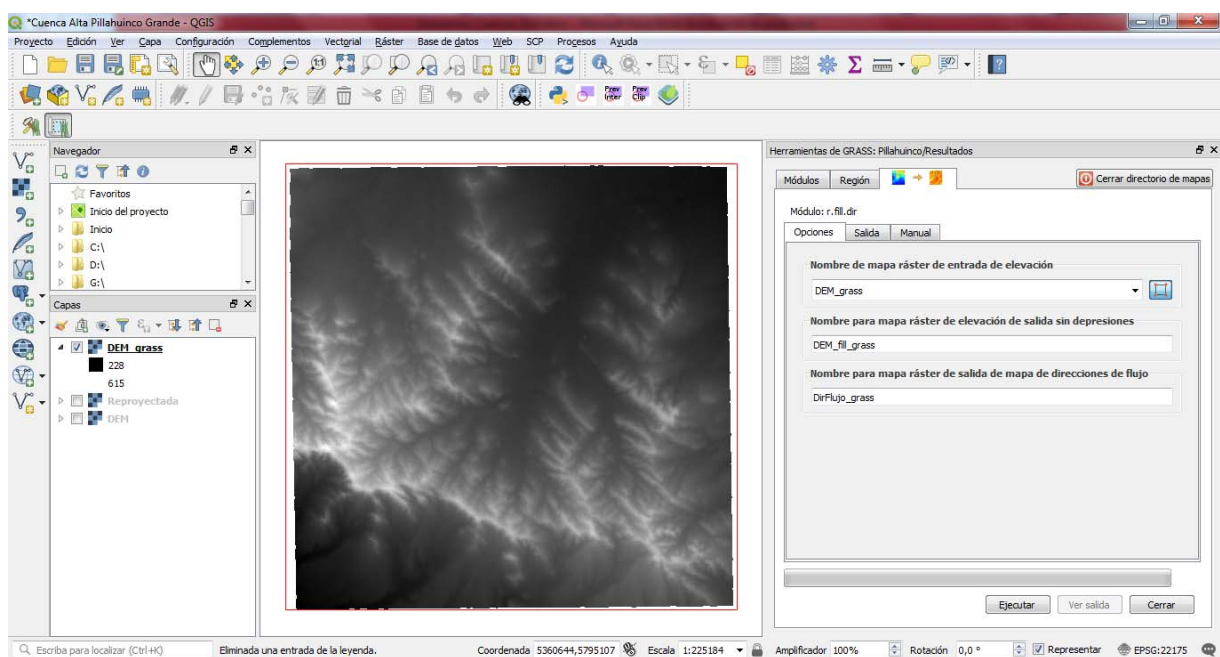 *Cuenca Alta Pillahuinco Grande - QGIS
Proyecto Edición Ver Capa Configuración Complementos Vectorial Ráster Base de datos Web SCP Procesos Ayuda
Navegador
Favoritos
Inicio del proyecto
Inicio
C:\
D:\
G:\
Capas
DEM_grass
228
615
Reproyectada
DEM
Herramientas de GRASS: Pillahuinco/Resultados
Módulos Región Cerrar directorio de mapas
Módulo: r.fill.dir
Opciones Salida Manual
Nombre de mapa ráster de entrada de elevación
DEM_grass
Nombre para mapa ráster de elevación de salida sin depresiones
DEM_fill_grass
Nombre para mapa ráster de salida de mapa de direcciones de flujo
DirFlujo_grass
Ejecutar Ver salida Cerrar
Escriba para localizar (Ctrl+K) Eliminada una entrada de la leyenda. Coordenada 5360644,5795107 Escala 1:225184 Amplificador 100% Rotación 0,0 ° Representar EPSG:22175